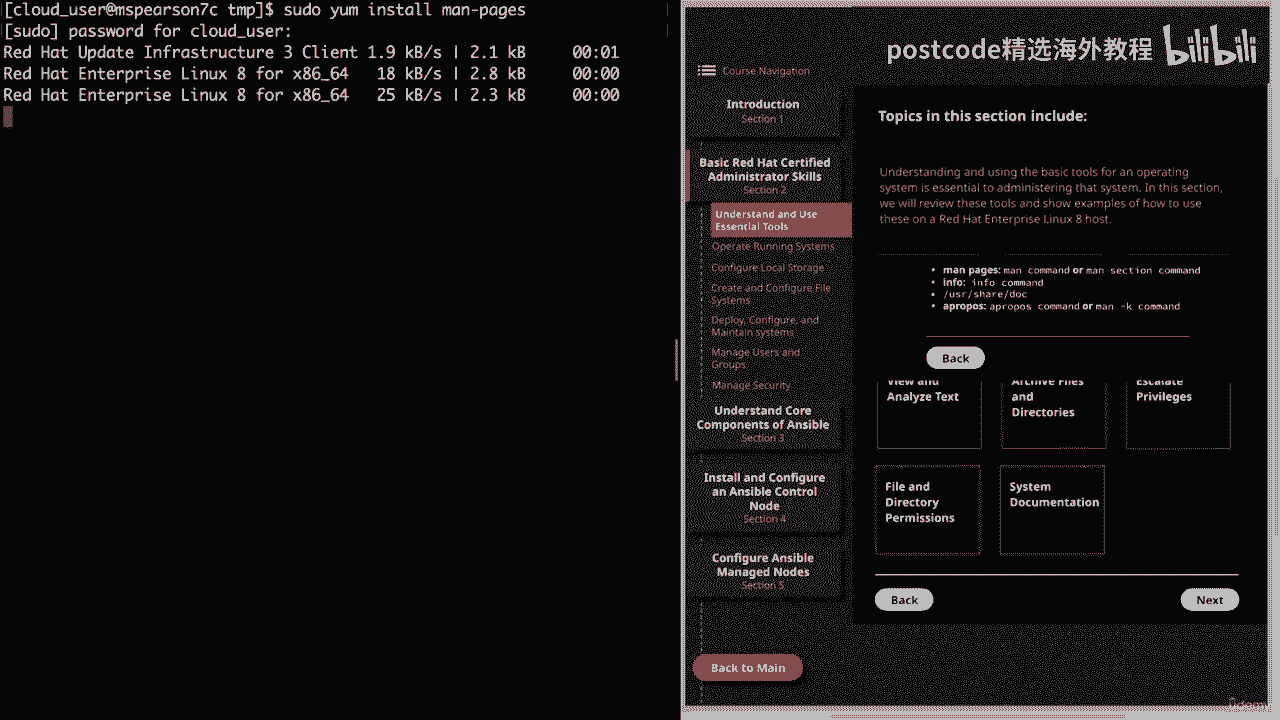 [cloud_user@mspearson7c tmp]$ sudo yum install man-pages
[sudo] password for cloud_user:
Red Hat Update Infrastructure 3 Client 1.9 kB/s | 2.1 kB     00:01
Red Hat Enterprise Linux 8 for x86_64   18 kB/s | 2.8 kB     00:00
Red Hat Enterprise Linux 8 for x86_64   25 kB/s | 2.3 kB     00:00
postcode精选海外教程 bilibili
Course Navigation
Introduction
Section 1
Basic Red Hat Certified
Administrator Skills
Section 2
Understand and Use
Essential Tools
Operate Running Systems
Configure Local Storage
Create and Configure File
Systems
Deploy, Configure, and
Maintain systems
Manage Users and
Groups
Manage Security
Understand Core
Components of Ansible
Section 3
Install and Configure
an Ansible Control
Node
Section 4
Configure Ansible
Managed Nodes
Section 5
Back to Main
Topics in this section include:
Understanding and using the basic tools for an operating
system is essential to administering that system. In this section,
we will review these tools and show examples of how to use
these on a Red Hat Enterprise Linux 8 host.
• man pages: man command or man section command
• info: info command
• /usr/share/doc
• apropos: apropos command or man -k command
Back
View and
Analyze Text
Archive Files
and
Directories
Escalate
Privileges
File and
Directory
Permissions
System
Documentation
Back
Next
udemy